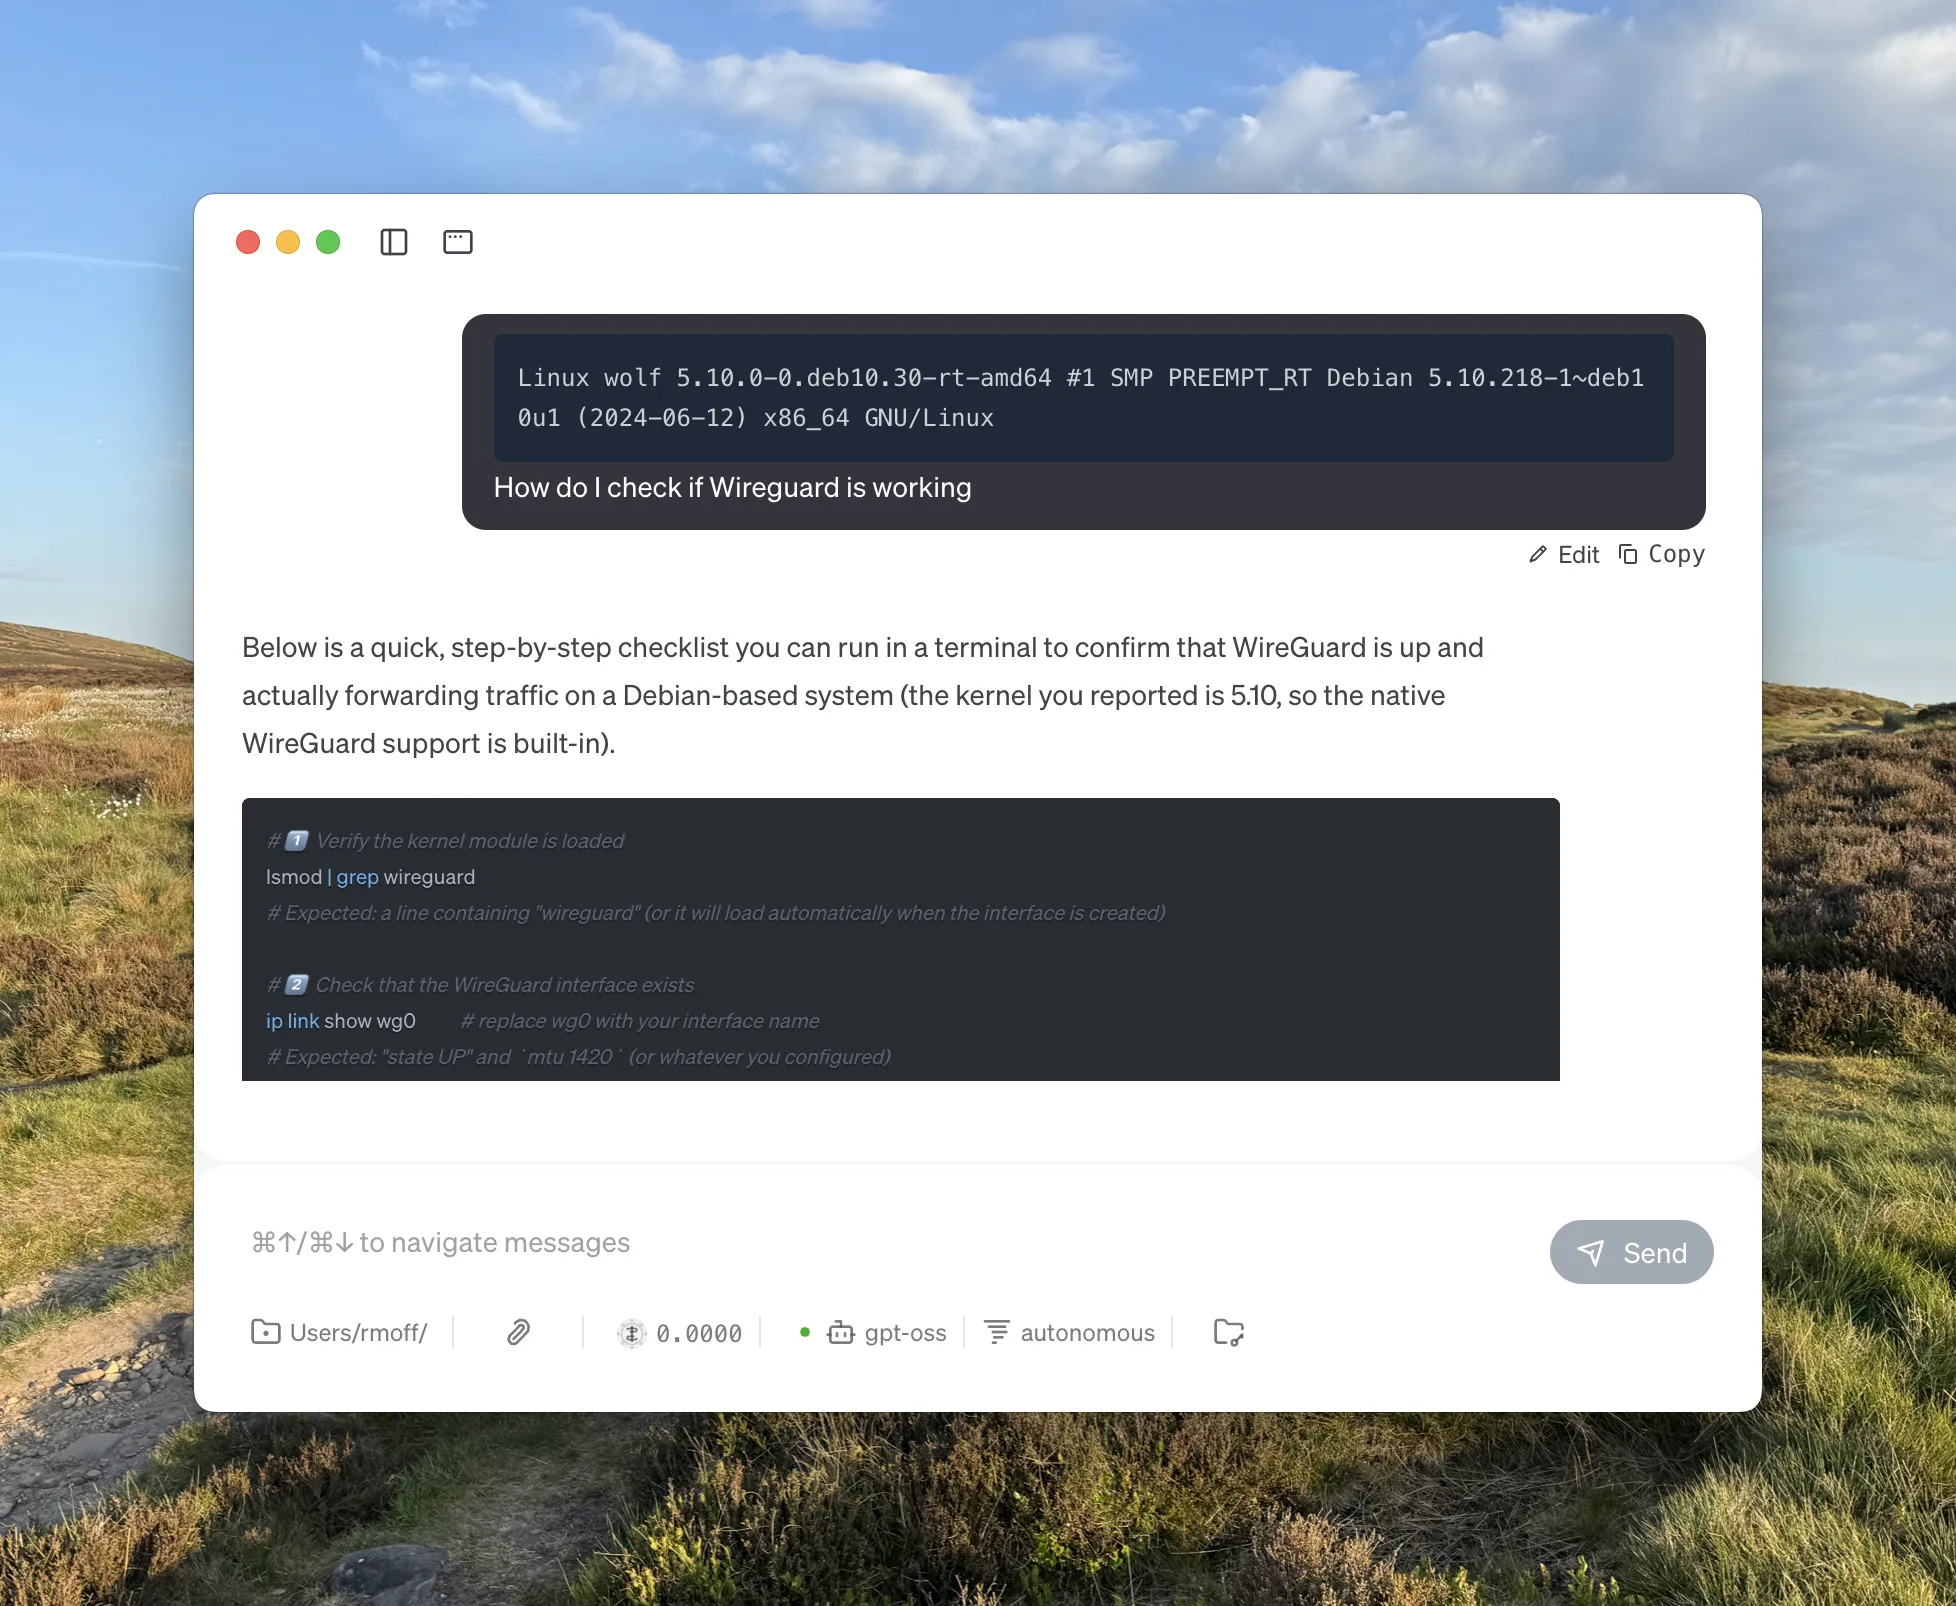 Linux wolf 5.10.0-0.deb10.30-rt-amd64 #1 SMP PREEMPT_RT Debian 5.10.218-1~deb1
0u1 (2024-06-12) x86_64 GNU/Linux
How do I check if Wireguard is working
Edit Copy
Below is a quick, step-by-step checklist you can run in a terminal to confirm that WireGuard is up and
actually forwarding traffic on a Debian-based system (the kernel you reported is 5.10, so the native
WireGuard support is built-in).
# 1️⃣ Verify the kernel module is loaded
lsmod | grep wireguard
# Expected: a line containing "wireguard" (or it will load automatically when the interface is created)
# 2️⃣ Check that the WireGuard interface exists
ip link show wg0 # replace wg0 with your interface name
# Expected: "state UP" and `mtu 1420` (or whatever you configured)
⌘↑/⌘↓ to navigate messages
Send
Users/rmoff/ 0.0000 gpt-oss autonomous